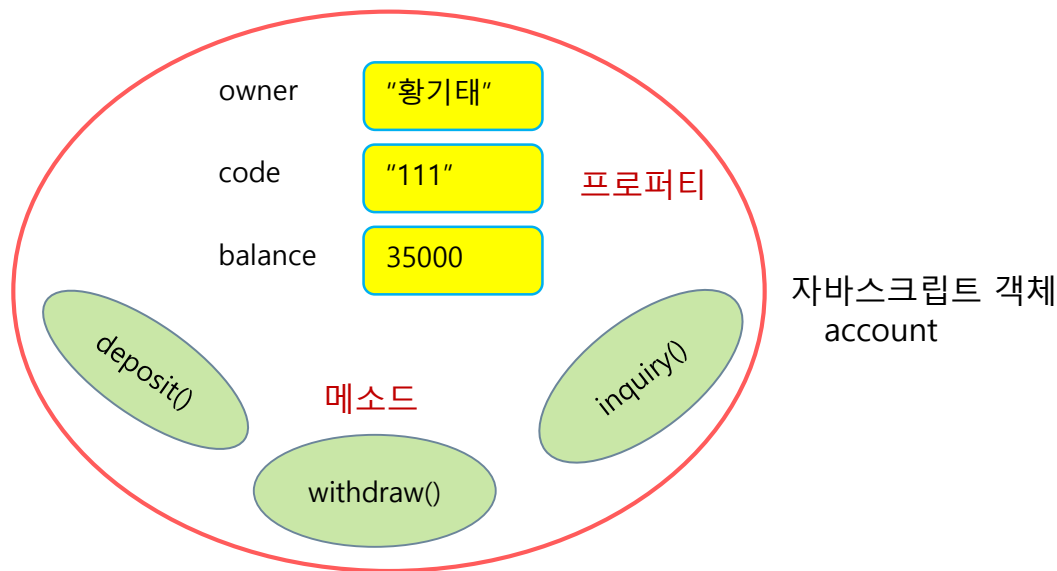 owner “황기태”
code “111”
프로퍼티
balance 35000
자바스크립트 객체
account
deposit()
inquiry()
메소드
withdraw()